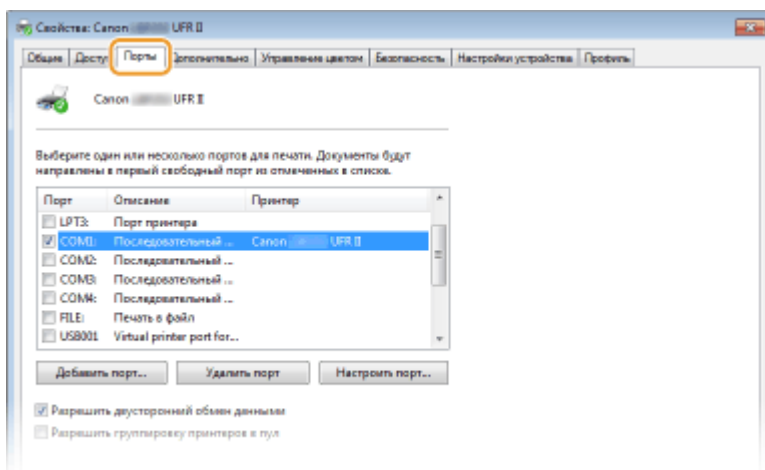 Свойства: Canon UFR II
Общие Доступ Порты Дополнительно Управление цветом Безопасность Настройки устройства Профиль
Canon UFR II
Выберите один или несколько портов для печати. Документы будут
направлены в первый свободный порт из отмеченных в списке.
Порт Описание Принтер
LPT3: Порт принтера
COM1: Последовательный ... Canon UFR II
COM2: Последовательный ...
COM3: Последовательный ...
COM4: Последовательный ...
FILE: Печать в файл
USB001 Virtual printer port for...
Добавить порт... Удалить порт Настроить порт...
Разрешить двусторонний обмен данными
Разрешить группировку принтеров в пул